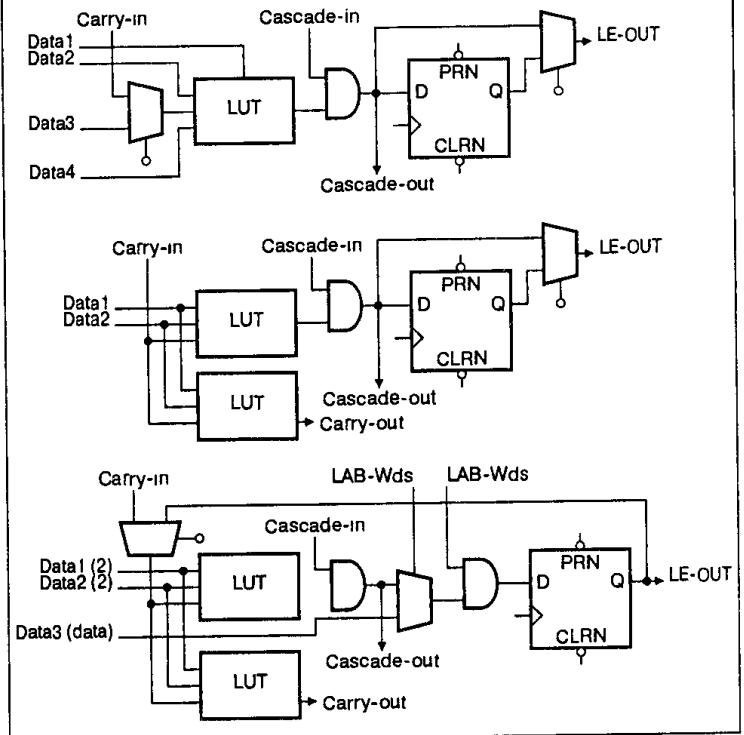 Carry-in
Cascade-in
LE-OUT
Data1
Data2
PRN
D
Q
LUT
Data3
CLRN
Data4
Cascade-out
Carry-in
Cascade-in
LE-OUT
PRN
Data1
D
Q
Data2
LUT
CLRN
LUT
Cascade-out
Carry-out
Carry-in
LAB-Wds
LAB-Wds
Cascade-in
PRN
Data1 (2)
D
Q
LE-OUT
Data2 (2)
LUT
Data3 (data)
CLRN
Cascade-out
LUT
Carry-out